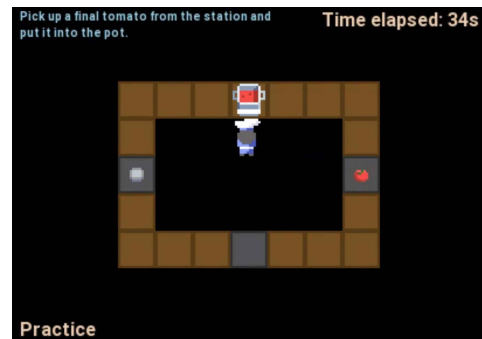 Pick up a final tomato from the station and
put it into the pot.
Time elapsed: 34s
Practice